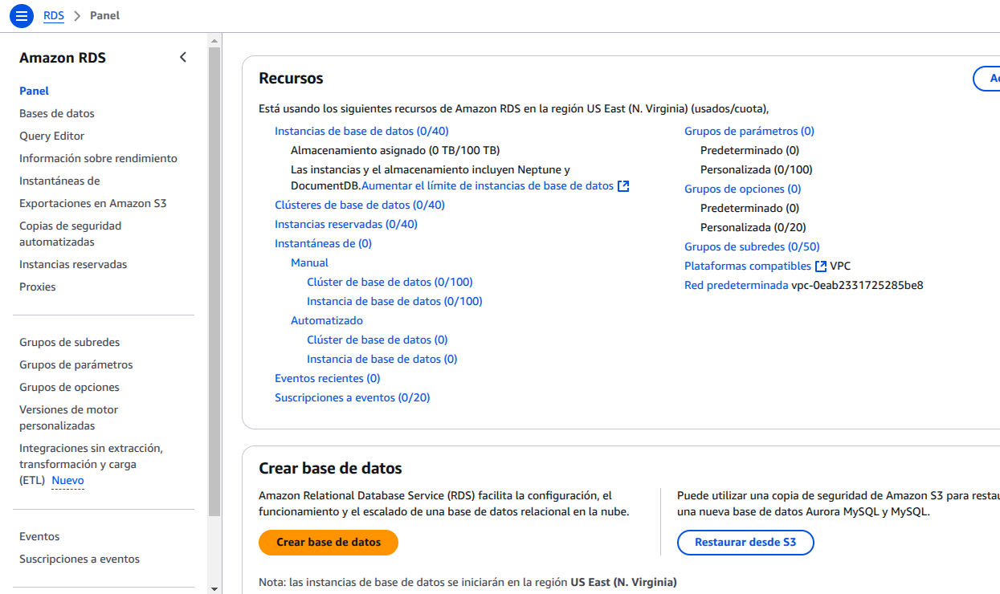 RDS > Panel
Amazon RDS
Panel
Bases de datos
Query Editor
Información sobre rendimiento
Instantáneas de
Exportaciones en Amazon S3
Copias de seguridad
automatizadas
Instancias reservadas
Proxies
Grupos de subredes
Grupos de parámetros
Grupos de opciones
Versiones de motor
personalizadas
Integraciones sin extracción,
transformación y carga
(ETL) Nuevo
Eventos
Suscripciones a eventos
Recursos
Está usando los siguientes recursos de Amazon RDS en la región US East (N. Virginia) (usados/cuota),
Instancias de base de datos (0/40)
Almacenamiento asignado (0 TB/100 TB)
Las instancias y el almacenamiento incluyen Neptune y
DocumentDB.Aumentar el límite de instancias de base de datos
Clústeres de base de datos (0/40)
Instancias reservadas (0/40)
Instantáneas de (0)
Manual
Clúster de base de datos (0/100)
Instancia de base de datos (0/100)
Automatizado
Clúster de base de datos (0)
Instancia de base de datos (0)
Eventos recientes (0)
Suscripciones a eventos (0/20)
Grupos de parámetros (0)
Predeterminado (0)
Personalizada (0/100)
Grupos de opciones (0)
Predeterminado (0)
Personalizada (0/20)
Grupos de subredes (0/50)
Plataformas compatibles VPC
Red predeterminada vpc-0eab2331725285be8
Crear base de datos
Amazon Relational Database Service (RDS) facilita la configuración, el
funcionamiento y el escalado de una base de datos relacional en la nube.
Crear base de datos
Puede utilizar una copia de seguridad de Amazon S3 para
una nueva base de datos Aurora MySQL y MySQL.
Restaurar desde S3
Nota: las instancias de base de datos se iniciarán en la región US East (N. Virginia)